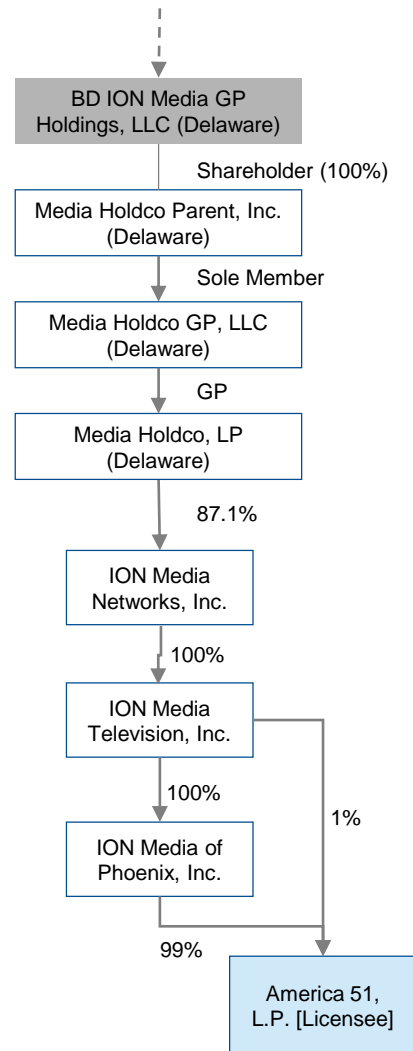 BD ION Media GP
Holdings, LLC (Delaware)
Shareholder (100%)
Media Holdco Parent, Inc.
(Delaware)
Sole Member
Media Holdco GP, LLC
(Delaware)
GP
Media Holdco, LP
(Delaware)
87.1%
ION Media
Networks, Inc.
100%
ION Media
Television, Inc.
100%
1%
ION Media of
Phoenix, Inc.
99%
America 51,
L.P. [Licensee]